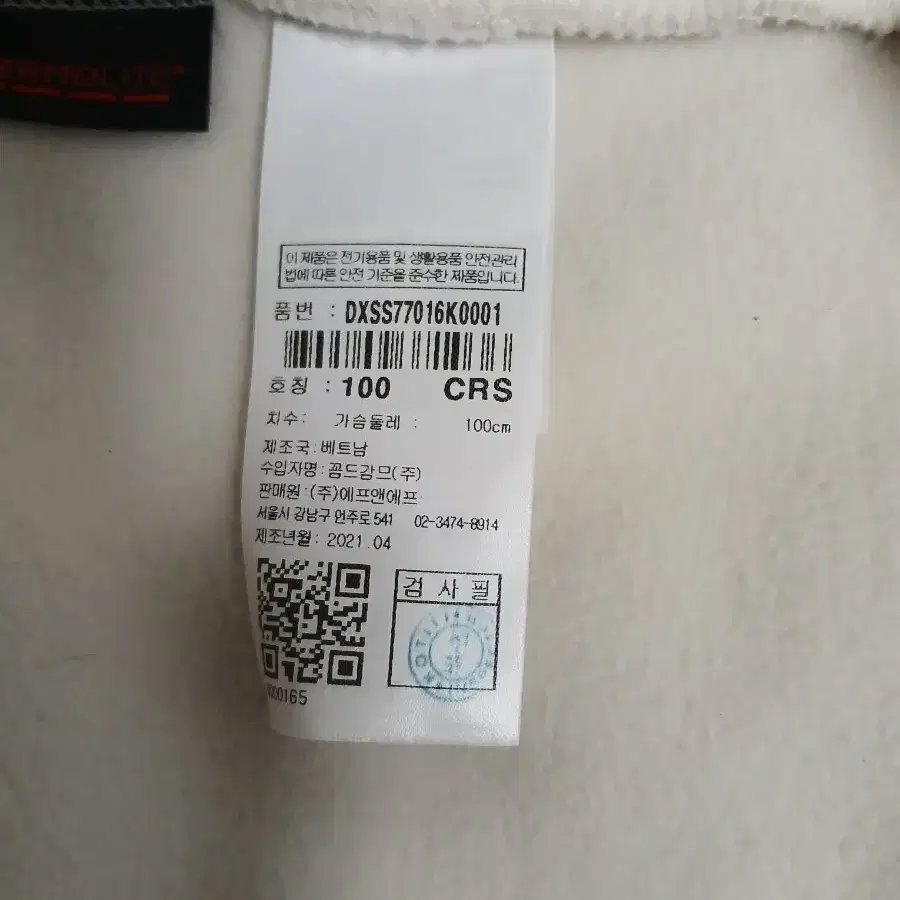 이 제품은 전기용품 및 생활용품 안전관리
법에 따른 안전 기준을 준수한 제품입니다.
품번 : DXSS77016K0001
호칭 : 100 CRS
치수: 가슴둘레 : 100cm
제조국: 베트남
수입자명: 꼼드감므(주)
판매원 : (주)에프앤에프
서울시 강남구 언주로 541 02-3474-8914
제조년월: 2021.04
검사필
000165